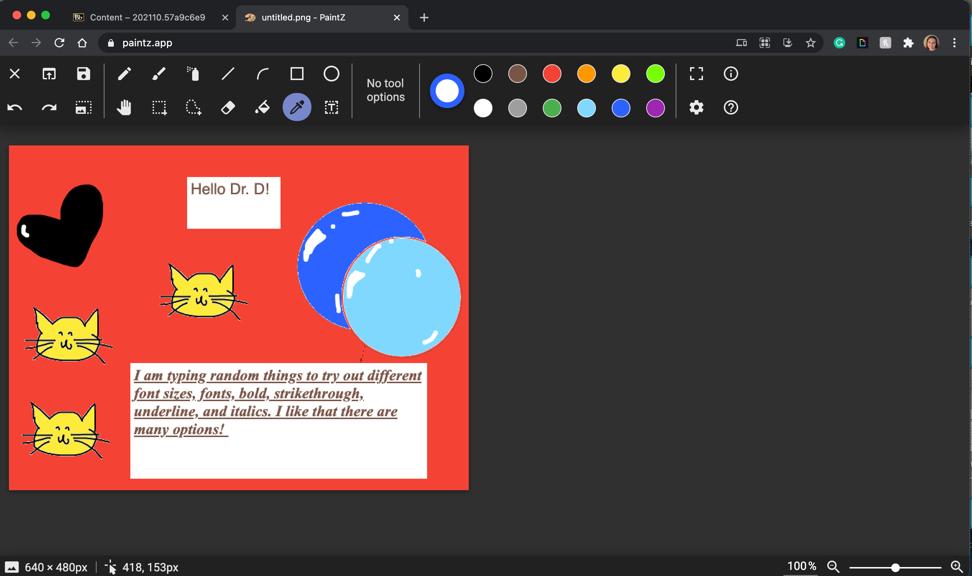 Content – 202110.57a9c6e9
untitled.png - PaintZ
paintz.app
No tool
options
Hello Dr. D!
I am typing random things to try out different
font sizes, fonts, bold, strikethrough,
underline, and italics. I like that there are
many options!
640 × 480px
418, 153px
100%